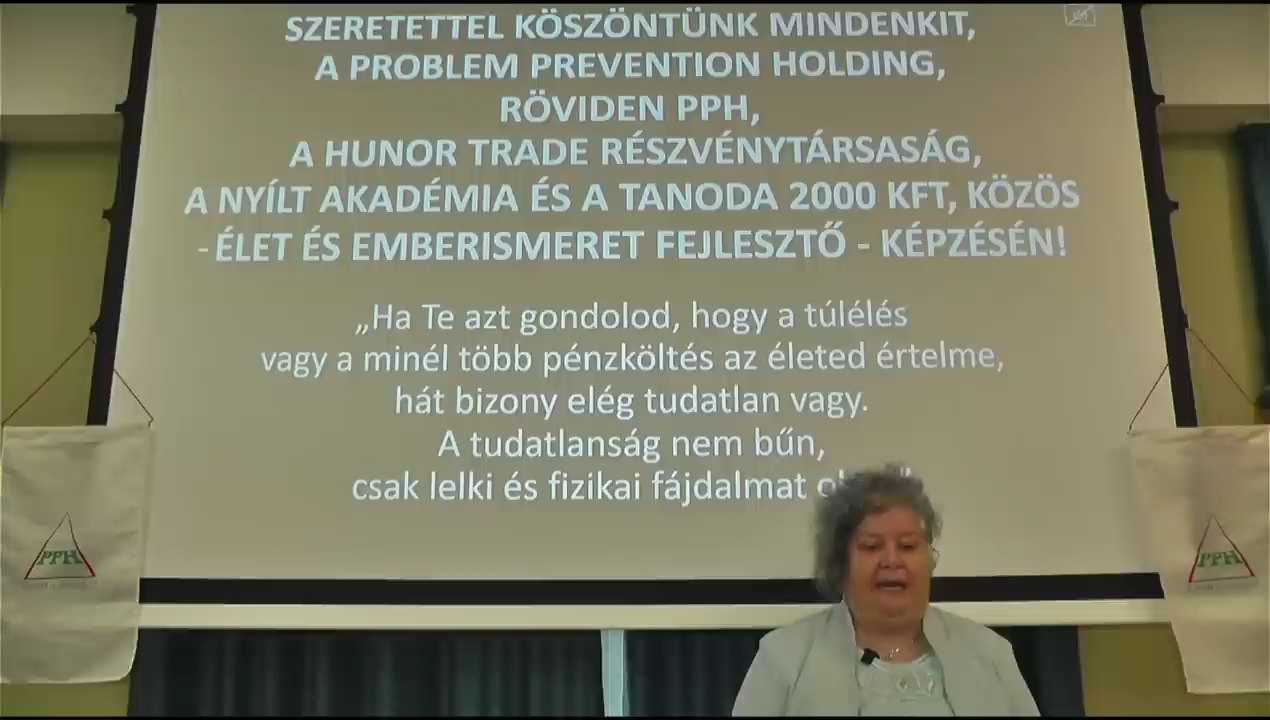 SZERETETTEL KÖSZÖNTÜNK MINDENKIT,
A PROBLEM PREVENTION HOLDING,
RÖVIDEN PPH,
A HUNOR TRADE RÉSZVÉNYTÁRSASÁG,
A NYÍLT AKADÉMIA ÉS A TANODA 2000 KFT, KÖZÖS
- ÉLET ÉS EMBERISMERET FEJLESZTŐ - KÉPZÉSÉN!
„Ha Te azt gondolod, hogy a túlélés
vagy a minél több pénzköltés az életed értelme,
hát bizony elég tudatlan vagy.
A tudatlanság nem bűn,
csak lelki és fizikai fájdalmat
PPH
PPH